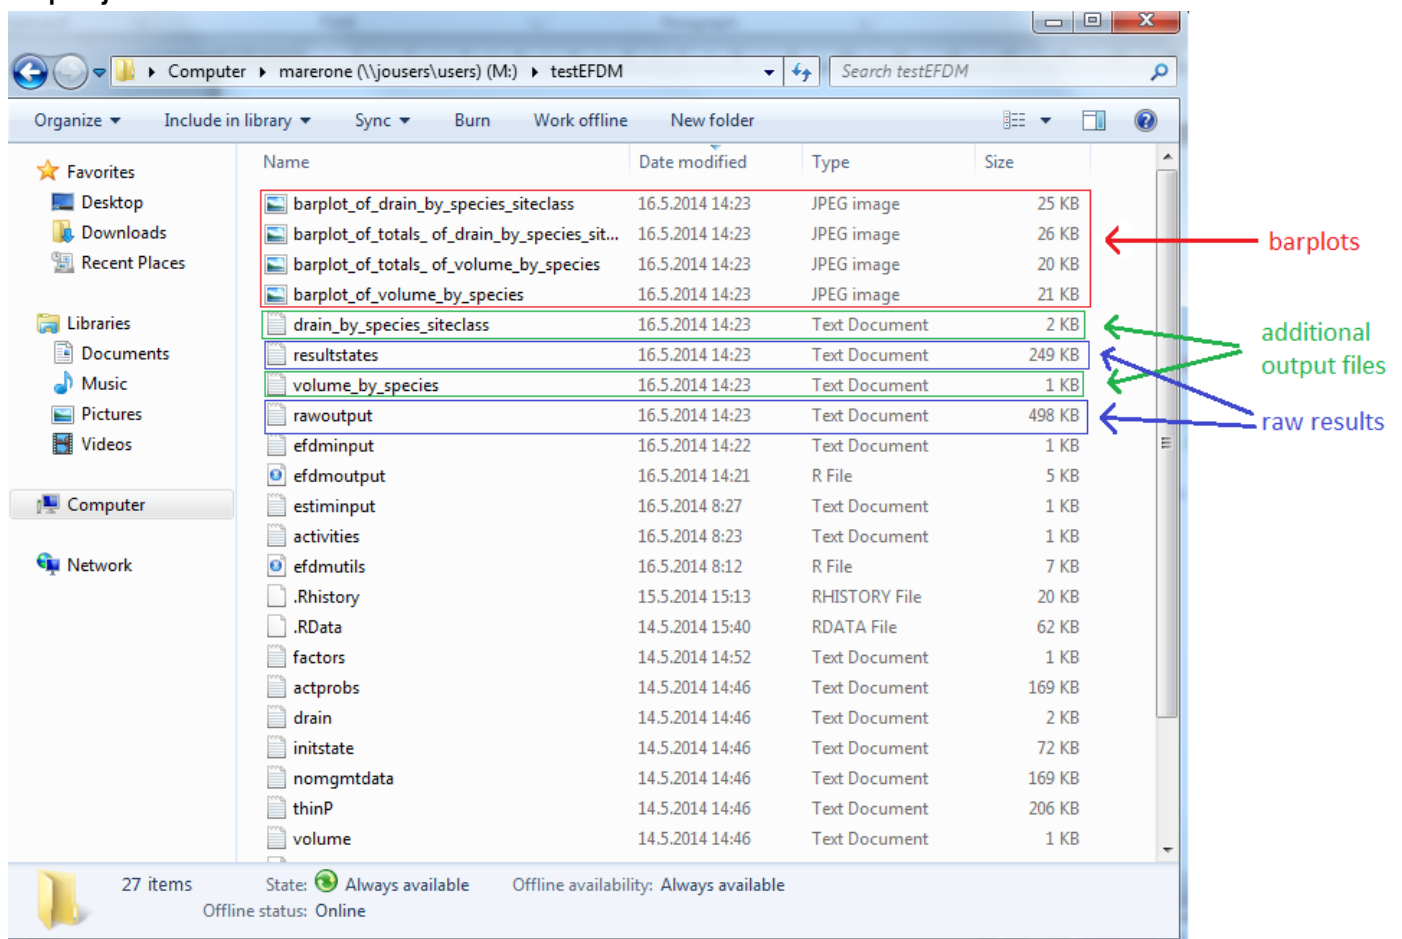 Computer ▸ marerone (\\jousers\users) (M:) ▸ testEFDM
Search testEFDM
Organize Include in library Sync Burn Work offline New folder
Name Date modified Type Size
Favorites
Desktop
Downloads
Recent Places
Libraries
Documents
Music
Pictures
Videos
Computer
Network
barplot_of_drain_by_species_siteclass 16.5.2014 14:23 JPEG image 25 KB
barplot_of_totals_ of_drain_by_species_sit... 16.5.2014 14:23 JPEG image 26 KB
barplot_of_totals_ of_volume_by_species 16.5.2014 14:23 JPEG image 20 KB
barplot_of_volume_by_species 16.5.2014 14:23 JPEG image 21 KB
drain_by_species_siteclass 16.5.2014 14:23 Text Document 2 KB
resultstates 16.5.2014 14:23 Text Document 249 KB
volume_by_species 16.5.2014 14:23 Text Document 1 KB
rawoutput 16.5.2014 14:23 Text Document 498 KB
efdminput 16.5.2014 14:22 Text Document 1 KB
efdmoutput 16.5.2014 14:21 R File 5 KB
estiminput 16.5.2014 8:27 Text Document 1 KB
activities 16.5.2014 8:23 Text Document 1 KB
efdmutils 16.5.2014 8:12 R File 7 KB
.Rhistory 15.5.2014 15:13 RHISTORY File 20 KB
.RData 14.5.2014 15:40 RDATA File 62 KB
factors 14.5.2014 14:52 Text Document 1 KB
actprobs 14.5.2014 14:46 Text Document 169 KB
drain 14.5.2014 14:46 Text Document 2 KB
initstate 14.5.2014 14:46 Text Document 72 KB
nomgmtdata 14.5.2014 14:46 Text Document 169 KB
thinP 14.5.2014 14:46 Text Document 206 KB
volume 14.5.2014 14:46 Text Document 1 KB
barplots
additional
output files
raw results
27 items State: Always available Offline availability: Always available
Offline status: Online